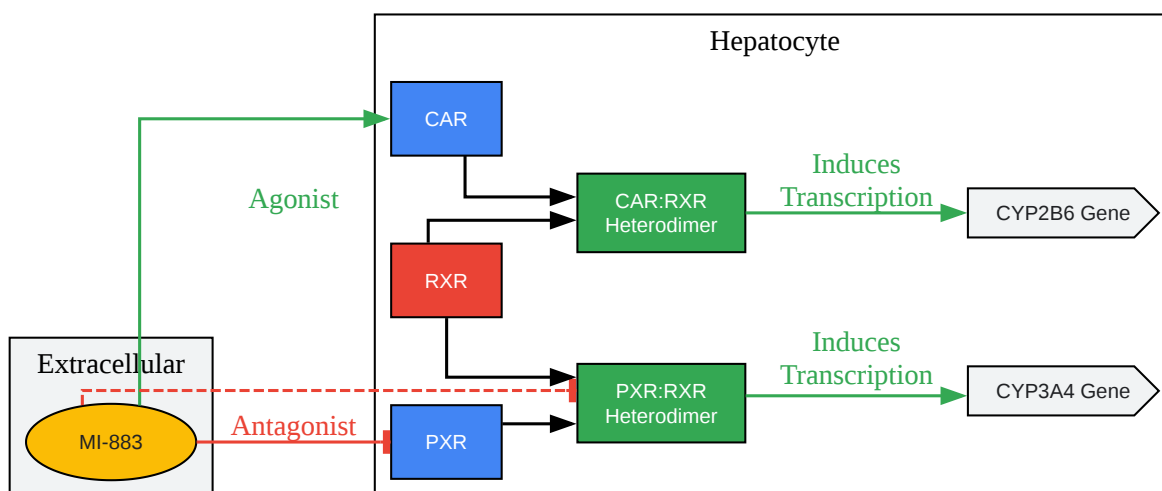 Hepatocyte
CAR
Agonist
CAR:RXR
Heterodimer
Induces
Transcription
CYP2B6 Gene
RXR
Extracellular
MI-883
Antagonist
PXR
PXR:RXR
Heterodimer
Induces
Transcription
CYP3A4 Gene